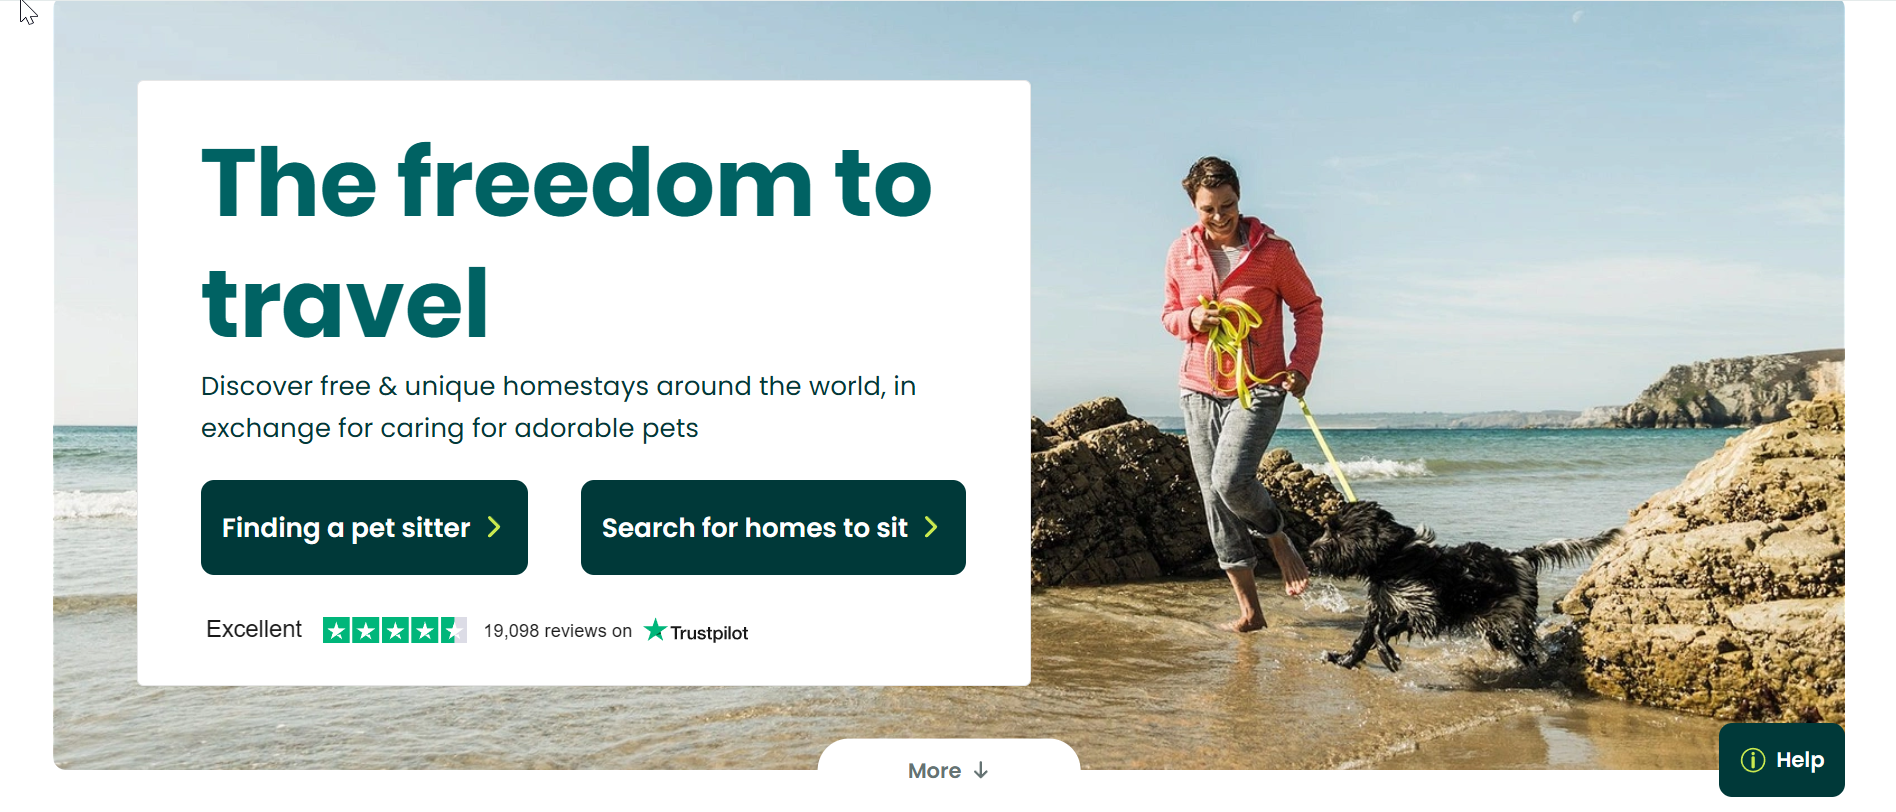 The freedom to
travel
Discover free & unique homestays around the world, in
exchange for caring for adorable pets
Finding a pet sitter
Search for homes to sit
Excellent
19,098 reviews on
Trustpilot
More
Help